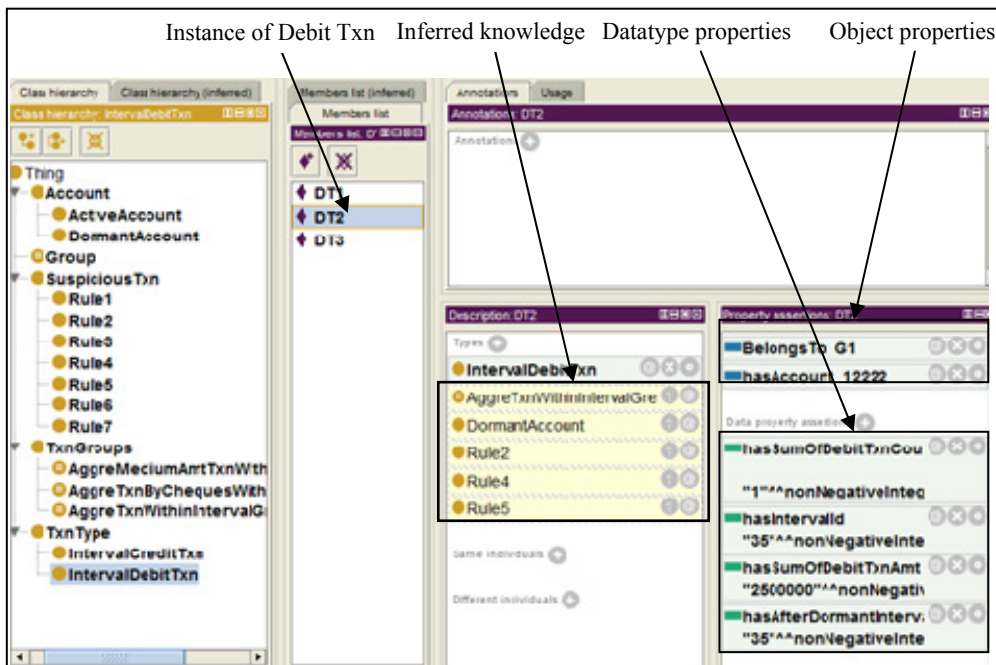 Instance of Debit Txn Inferred knowledge Datatype properties Object properties
Class hierarchy Class hierarchy (inferred)
Class hierarchy: IntervalDebitTxn
Thing
Account
ActiveAccount
DormantAccount
Group
SuspiciousTxn
Rule1
Rule2
Rule3
Rule4
Rule5
Rule6
Rule7
TxnGroups
AggreMediumAmtTxnWith
AggreTxnByChequesWith
AggreTxnWithinIntervalG
TxnType
IntervalCreditTxn
IntervalDebitTxn
Members list (inferred)
Members list
Members list: D'
DT1
DT2
DT3
Annotations Usage
Annotations: DT2
Annotations
Description: DT2
Types
IntervalDebitTxn
AggreTxnWithinIntervalGre
DormantAccount
Rule2
Rule4
Rule5
Same individuals
Different individuals
Property assertions: DT2
BelongsTo G1
hasAccount 12222
Data property assertions
hasSumOfDebitTxnCou
"1"^^nonNegativeInteg
hasIntervalId
"35"^^nonNegativeInte
hasSumOfDebitTxnAmt
"2500000"^^nonNegativ
hasAfterDormantInterv
"35"^^nonNegativeInte